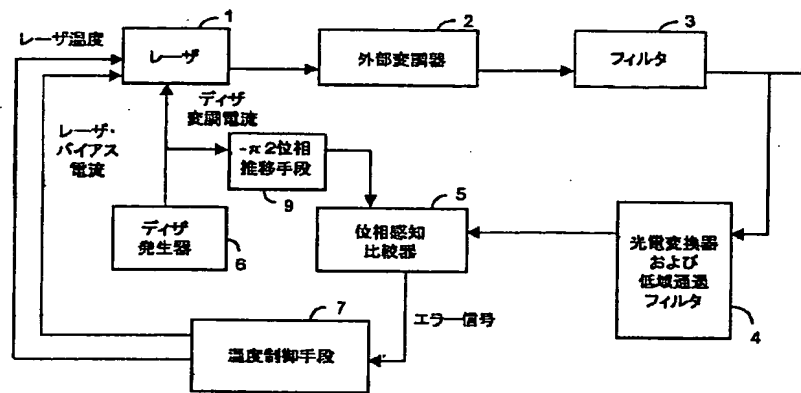 1
レーザ温度
レーザ
2
外部変調器
3
フィルタ
ディザ
変調電流
レーザ・
バイアス
電流
-π2位相
推移手段
9
5
位相感知
比較器
ディザ
発生器
6
光電変換器
および
低域通過
フィルタ
4
エラー信号
7
温度制御手段